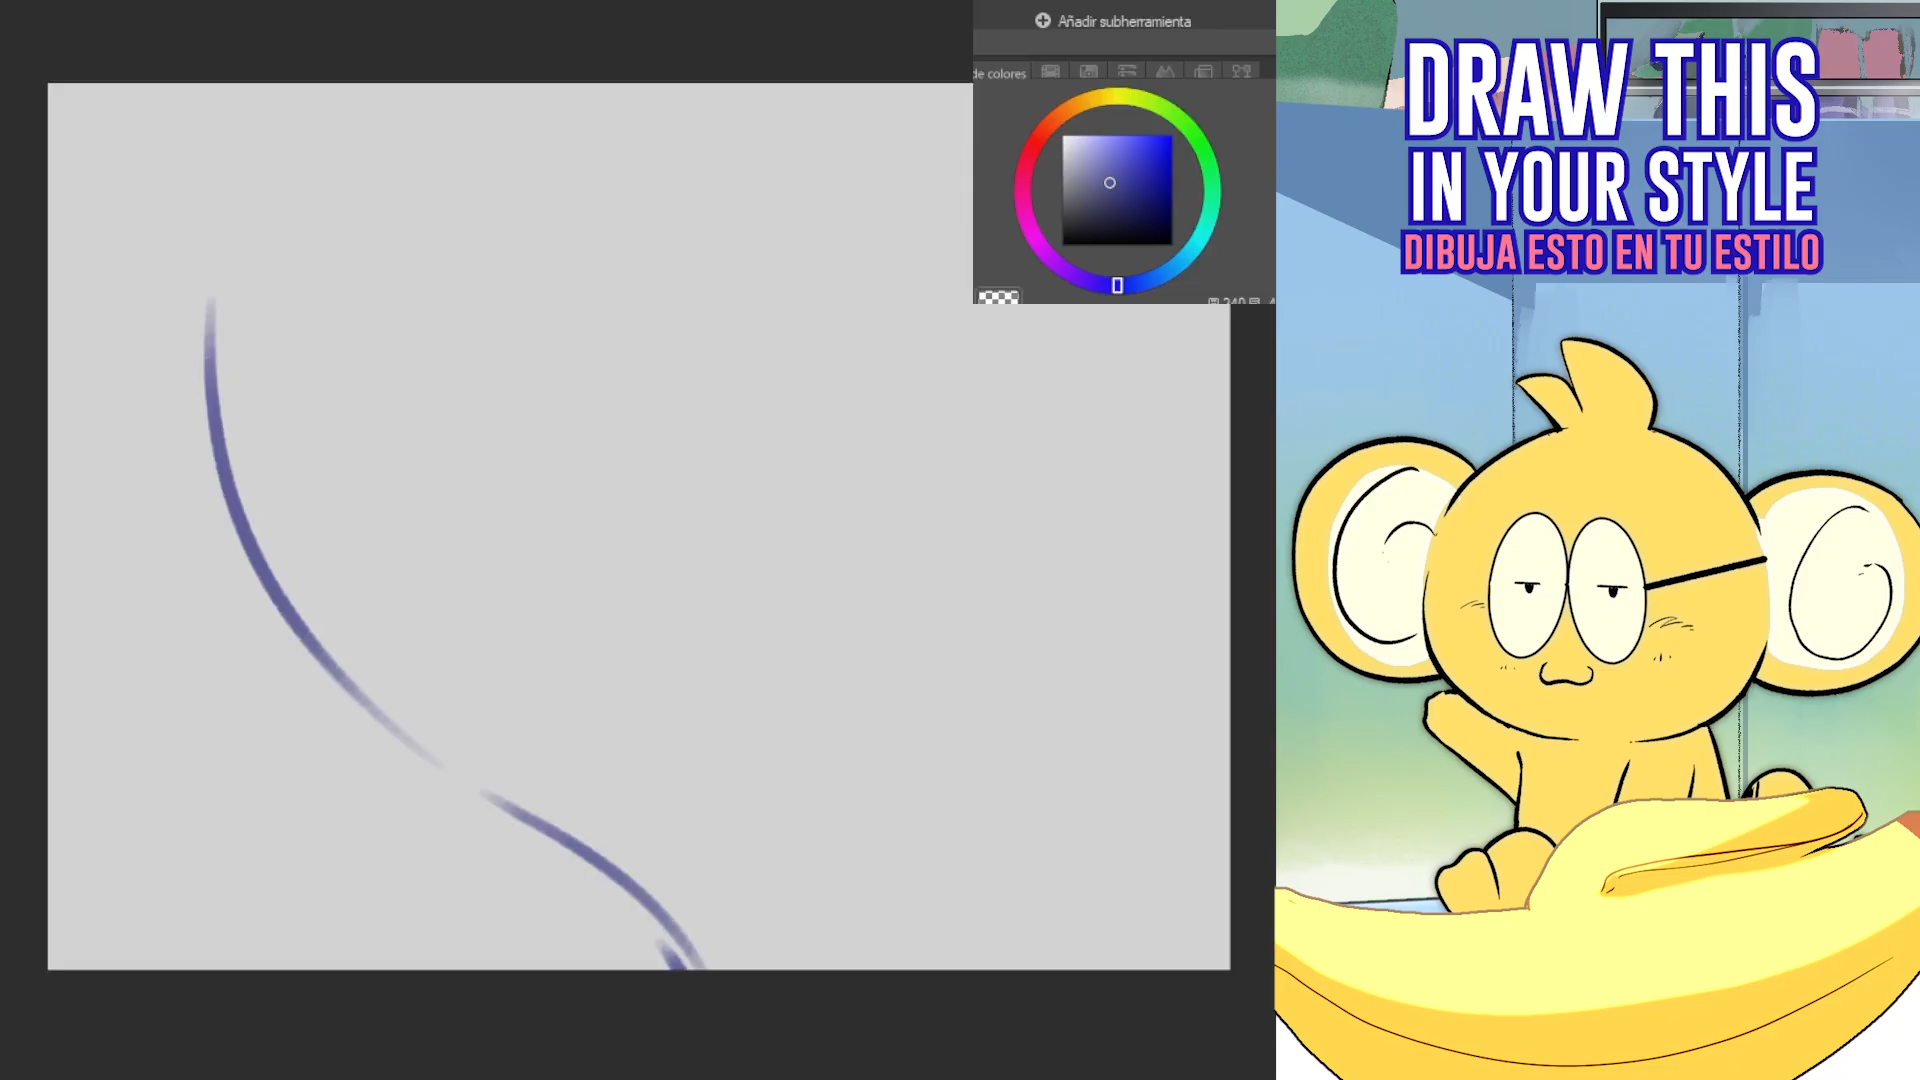 Añadir subherramienta
de colores
DRAW THIS
IN YOUR STYLE
DIBUJA ESTO EN TU ESTILO